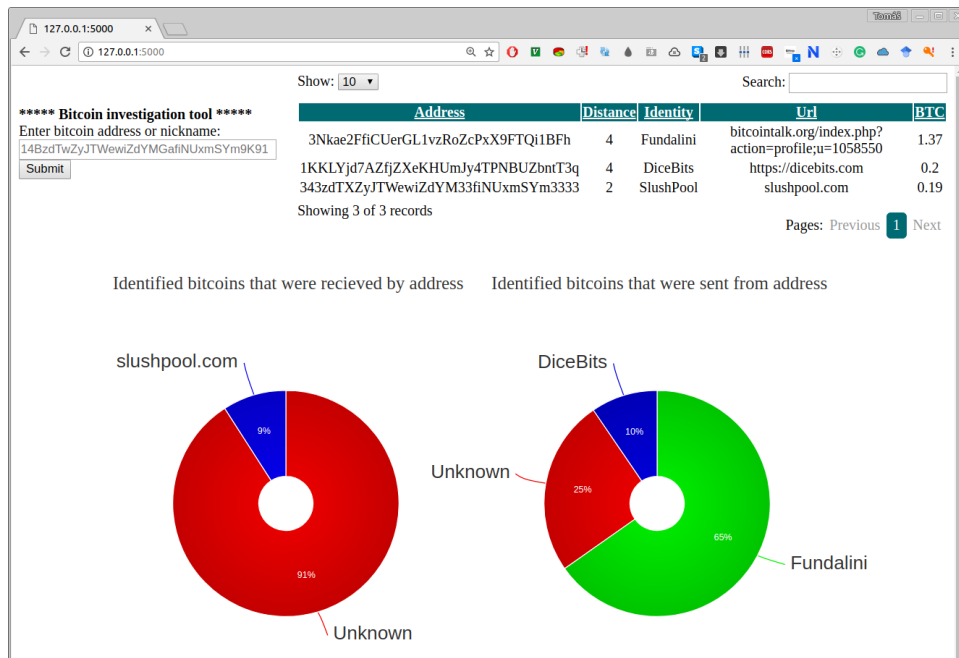 Tomáš
127.0.0.1:5000
127.0.0.1:5000
Show: 10
Search:
***** Bitcoin investigation tool *****
Enter bitcoin address or nickname:
14BzdTwZyJTWewiZdYMGafiNUxmSYm9K91
Submit
Address Distance Identity Url BTC
3Nkae2FfiCUerGL1vzRoZcPxX9FTQi1BFh 4 Fundalini bitcointalk.org/index.php? 1.37
action=profile;u=1058550
1KKLYjd7AZfjZXeKHUmJy4TPNBUZbntT3q 4 DiceBits https://dicebits.com 0.2
343zdTXZyJTWewiZdYM33fiNUxmSYm3333 2 SlushPool slushpool.com 0.19
Showing 3 of 3 records
Pages: Previous 1 Next
Identified bitcoins that were recieved by address
Identified bitcoins that were sent from address
slushpool.com
9%
91%
Unknown
DiceBits
10%
Unknown
25%
65%
Fundalini